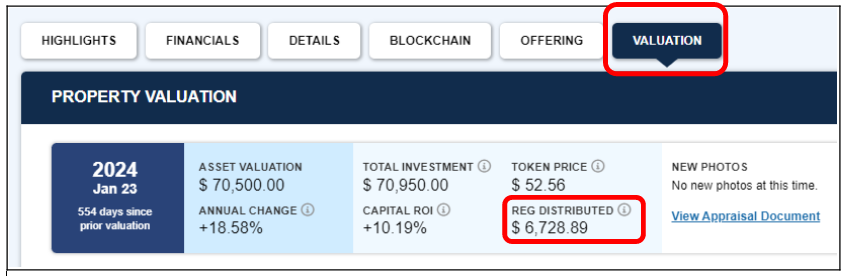 HIGHLIGHTS
FINANCIALS
DETAILS
BLOCKCHAIN
OFFERING
VALUATION
PROPERTY VALUATION
2024
Jan 23
554 days since
prior valuation
ASSET VALUATION
$ 70,500.00
ANNUAL CHANGE
+18.58%
TOTAL INVESTMENT
$ 70,950.00
CAPITAL ROI
+10.19%
TOKEN PRICE
$ 52.56
REG DISTRIBUTED
$ 6,728.89
NEW PHOTOS
No new photos at this time.
View Appraisal Document